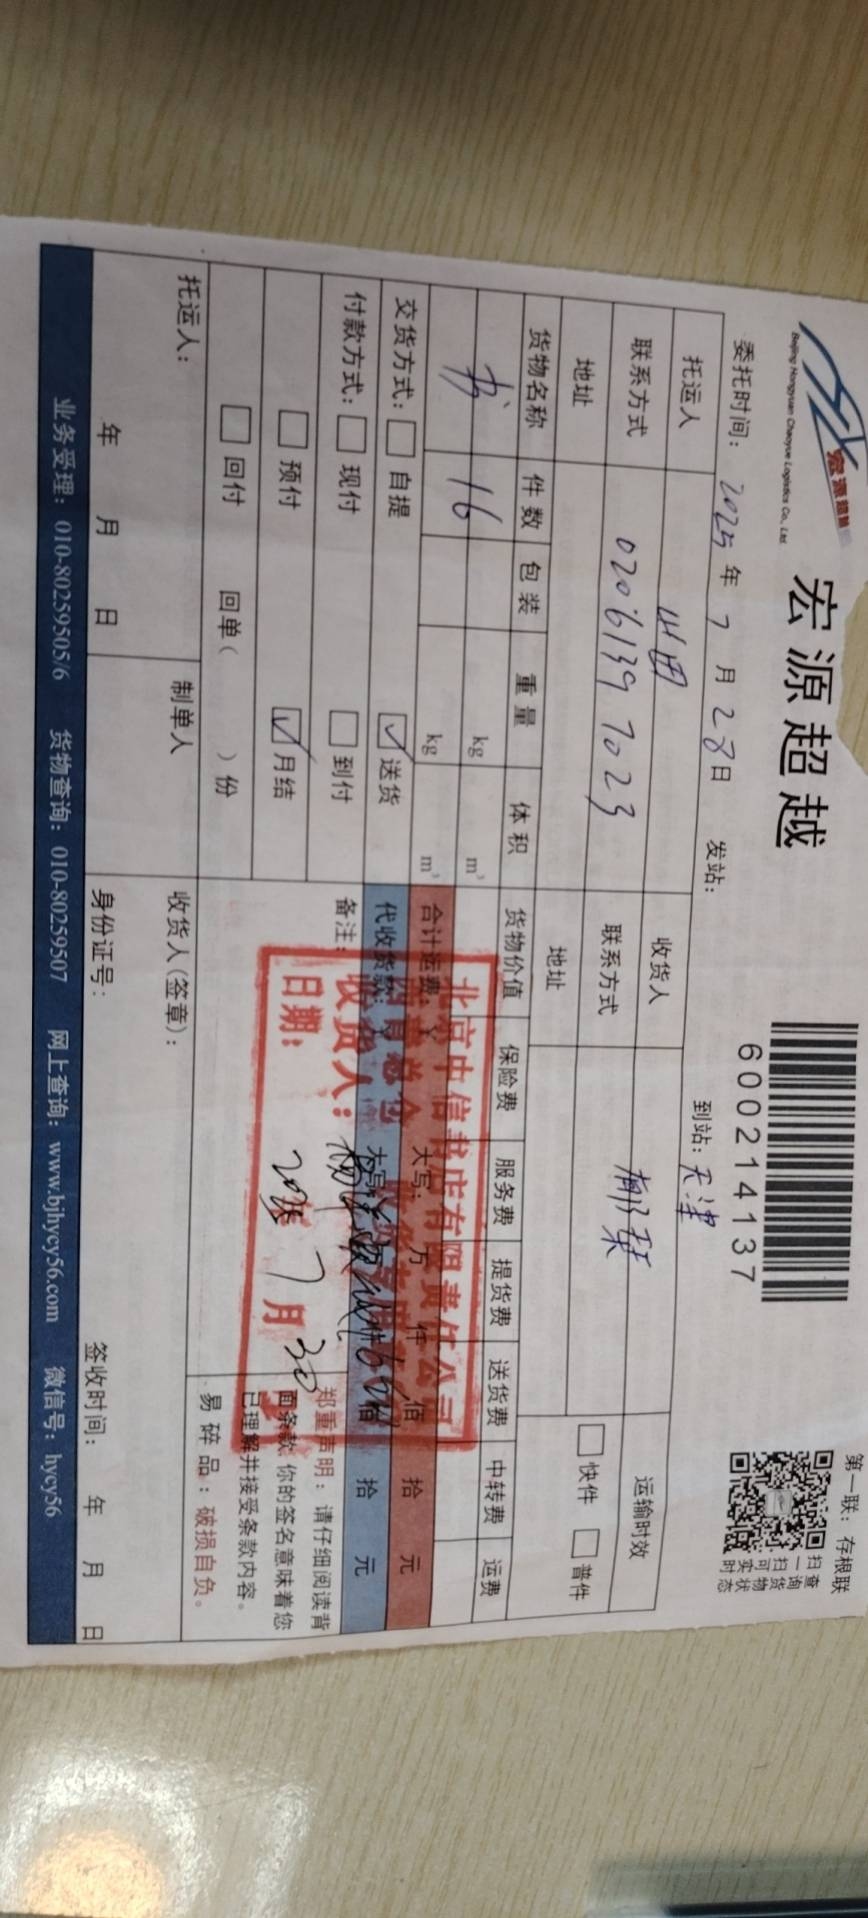 宏源超越
Beijing Hongyuan Chaoyue Logistics Co., Ltd.
宏源超越
6000214137
第一联：存根联
扫一扫
查询货物实时状态
委托时间：2025年7月28日 发站： 到站：天津
托运人 收货人 运输时效
联系方式 020 6139 7023 联系方式 快件 普件
地址 地址
货物名称 件数 包装 重量 体积 货物价值 保险费 服务费 提货费 送货费 中转费 运费
书 16 kg m³
kg m³ 合计运费：¥ 大写： 万 仟 佰 拾 元
交货方式： 自提 ☑送货 代收货款：¥ 大写： 仟 佰 拾 元
付款方式： 现付 到付 备注：
预付 ☑月结
回付 回单（ ）份
北京中信书店有限责任公司
收货人：
日期： 2025 7月30
郑重声明：请仔细阅读背
面条款，你的签名意味着您
已理解并接受条款内容。
易碎品：破损自负。
托运人： 制单人 收货人(签章)：
年 月 日 身份证号： 签收时间： 年 月 日
业务受理：010-80259505/6 货物查询：010-80259507 网上查询：www.bjhycy56.com 微信号：hycy56